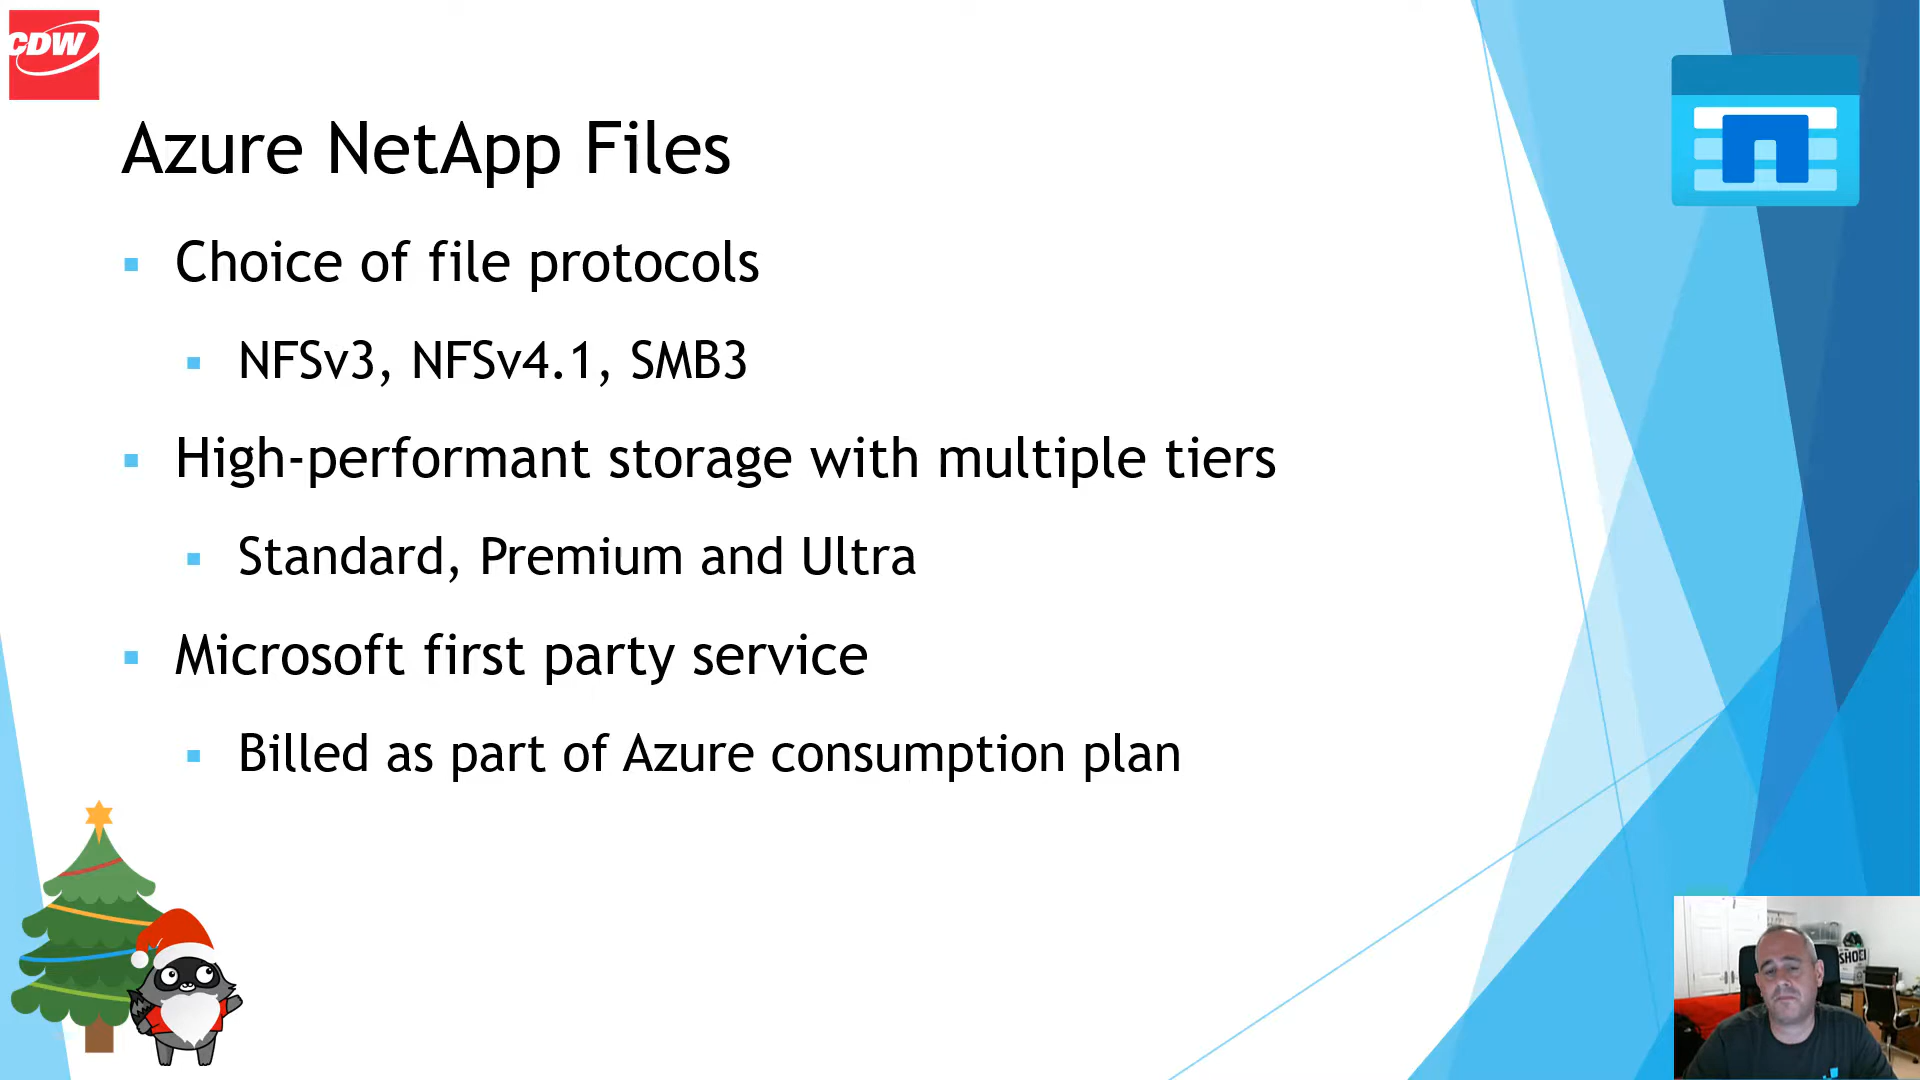 CDW
Azure NetApp Files
Choice of file protocols
NFSv3, NFSv4.1, SMB3
High-performant storage with multiple tiers
Standard, Premium and Ultra
Microsoft first party service
Billed as part of Azure consumption plan
SHOEI